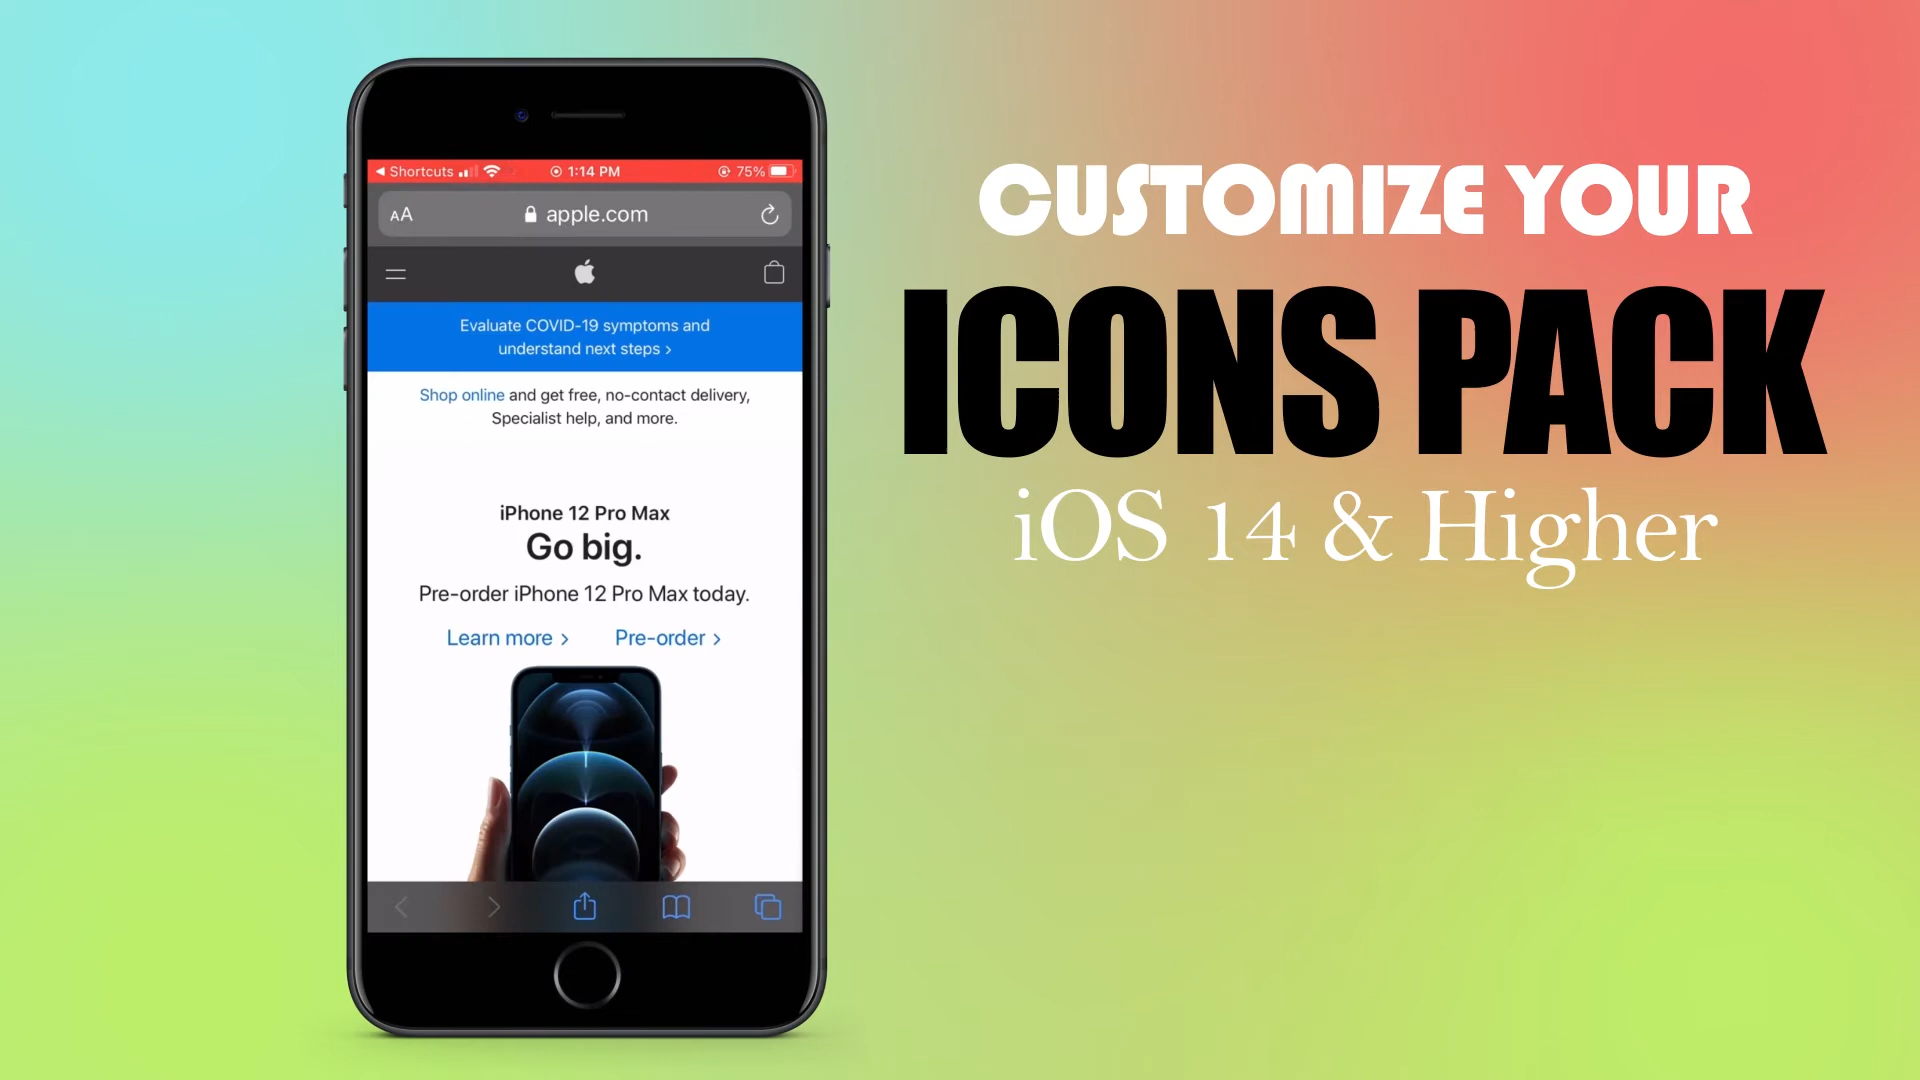 ◀ Shortcuts 1:14 PM 75%
AA apple.com
Evaluate COVID-19 symptoms and
understand next steps >
Shop online and get free, no-contact delivery,
Specialist help, and more.
iPhone 12 Pro Max
Go big.
Pre-order iPhone 12 Pro Max today.
Learn more > Pre-order >
CUSTOMIZE YOUR
ICONS PACK
iOS 14 & Higher